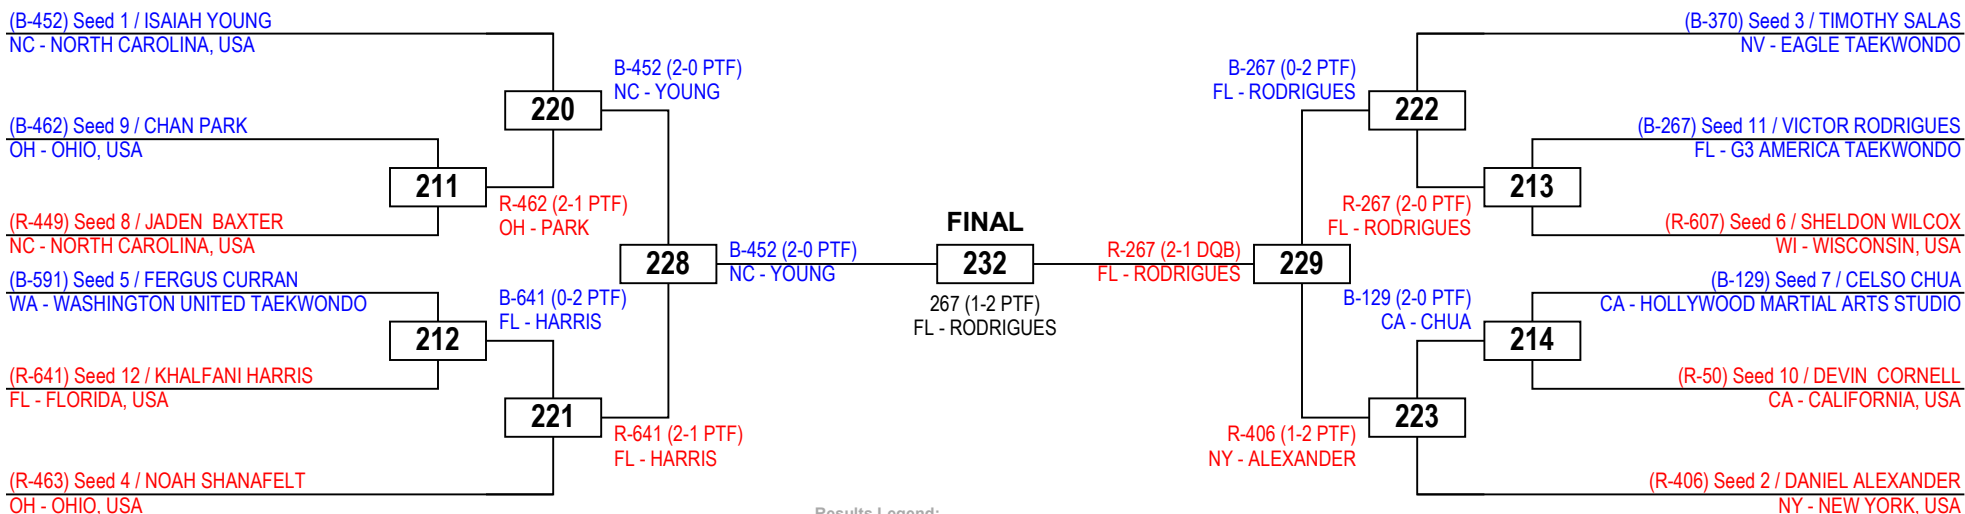 (B-452) Seed 1 / ISAIAH YOUNG
NC - NORTH CAROLINA, USA
(B-462) Seed 9 / CHAN PARK
OH - OHIO, USA
(R-449) Seed 8 / JADEN  BAXTER
NC - NORTH CAROLINA, USA
(B-591) Seed 5 / FERGUS CURRAN
WA - WASHINGTON UNITED TAEKWONDO
(R-641) Seed 12 / KHALFANI HARRIS
FL - FLORIDA, USA
(R-463) Seed 4 / NOAH SHANAFELT
OH - OHIO, USA
211
212
R-462 (2-1 PTF)
OH - PARK
B-641 (0-2 PTF)
FL - HARRIS
220
221
B-452 (2-0 PTF)
NC - YOUNG
R-641 (2-1 PTF)
FL - HARRIS
228
B-452 (2-0 PTF)
NC - YOUNG
FINAL
232
267 (1-2 PTF)
FL - RODRIGUES
R-267 (2-1 DQB)
FL - RODRIGUES
229
B-267 (0-2 PTF)
FL - RODRIGUES
R-406 (1-2 PTF)
NY - ALEXANDER
222
223
R-267 (2-0 PTF)
FL - RODRIGUES
B-129 (2-0 PTF)
CA - CHUA
213
214
(B-370) Seed 3 / TIMOTHY SALAS
NV - EAGLE TAEKWONDO
(B-267) Seed 11 / VICTOR RODRIGUES
FL - G3 AMERICA TAEKWONDO
(R-607) Seed 6 / SHELDON WILCOX
WI - WISCONSIN, USA
(B-129) Seed 7 / CELSO CHUA
CA - HOLLYWOOD MARTIAL ARTS STUDIO
(R-50) Seed 10 / DEVIN  CORNELL
CA - CALIFORNIA, USA
(R-406) Seed 2 / DANIEL ALEXANDER
NY - NEW YORK, USA
Results Legend: